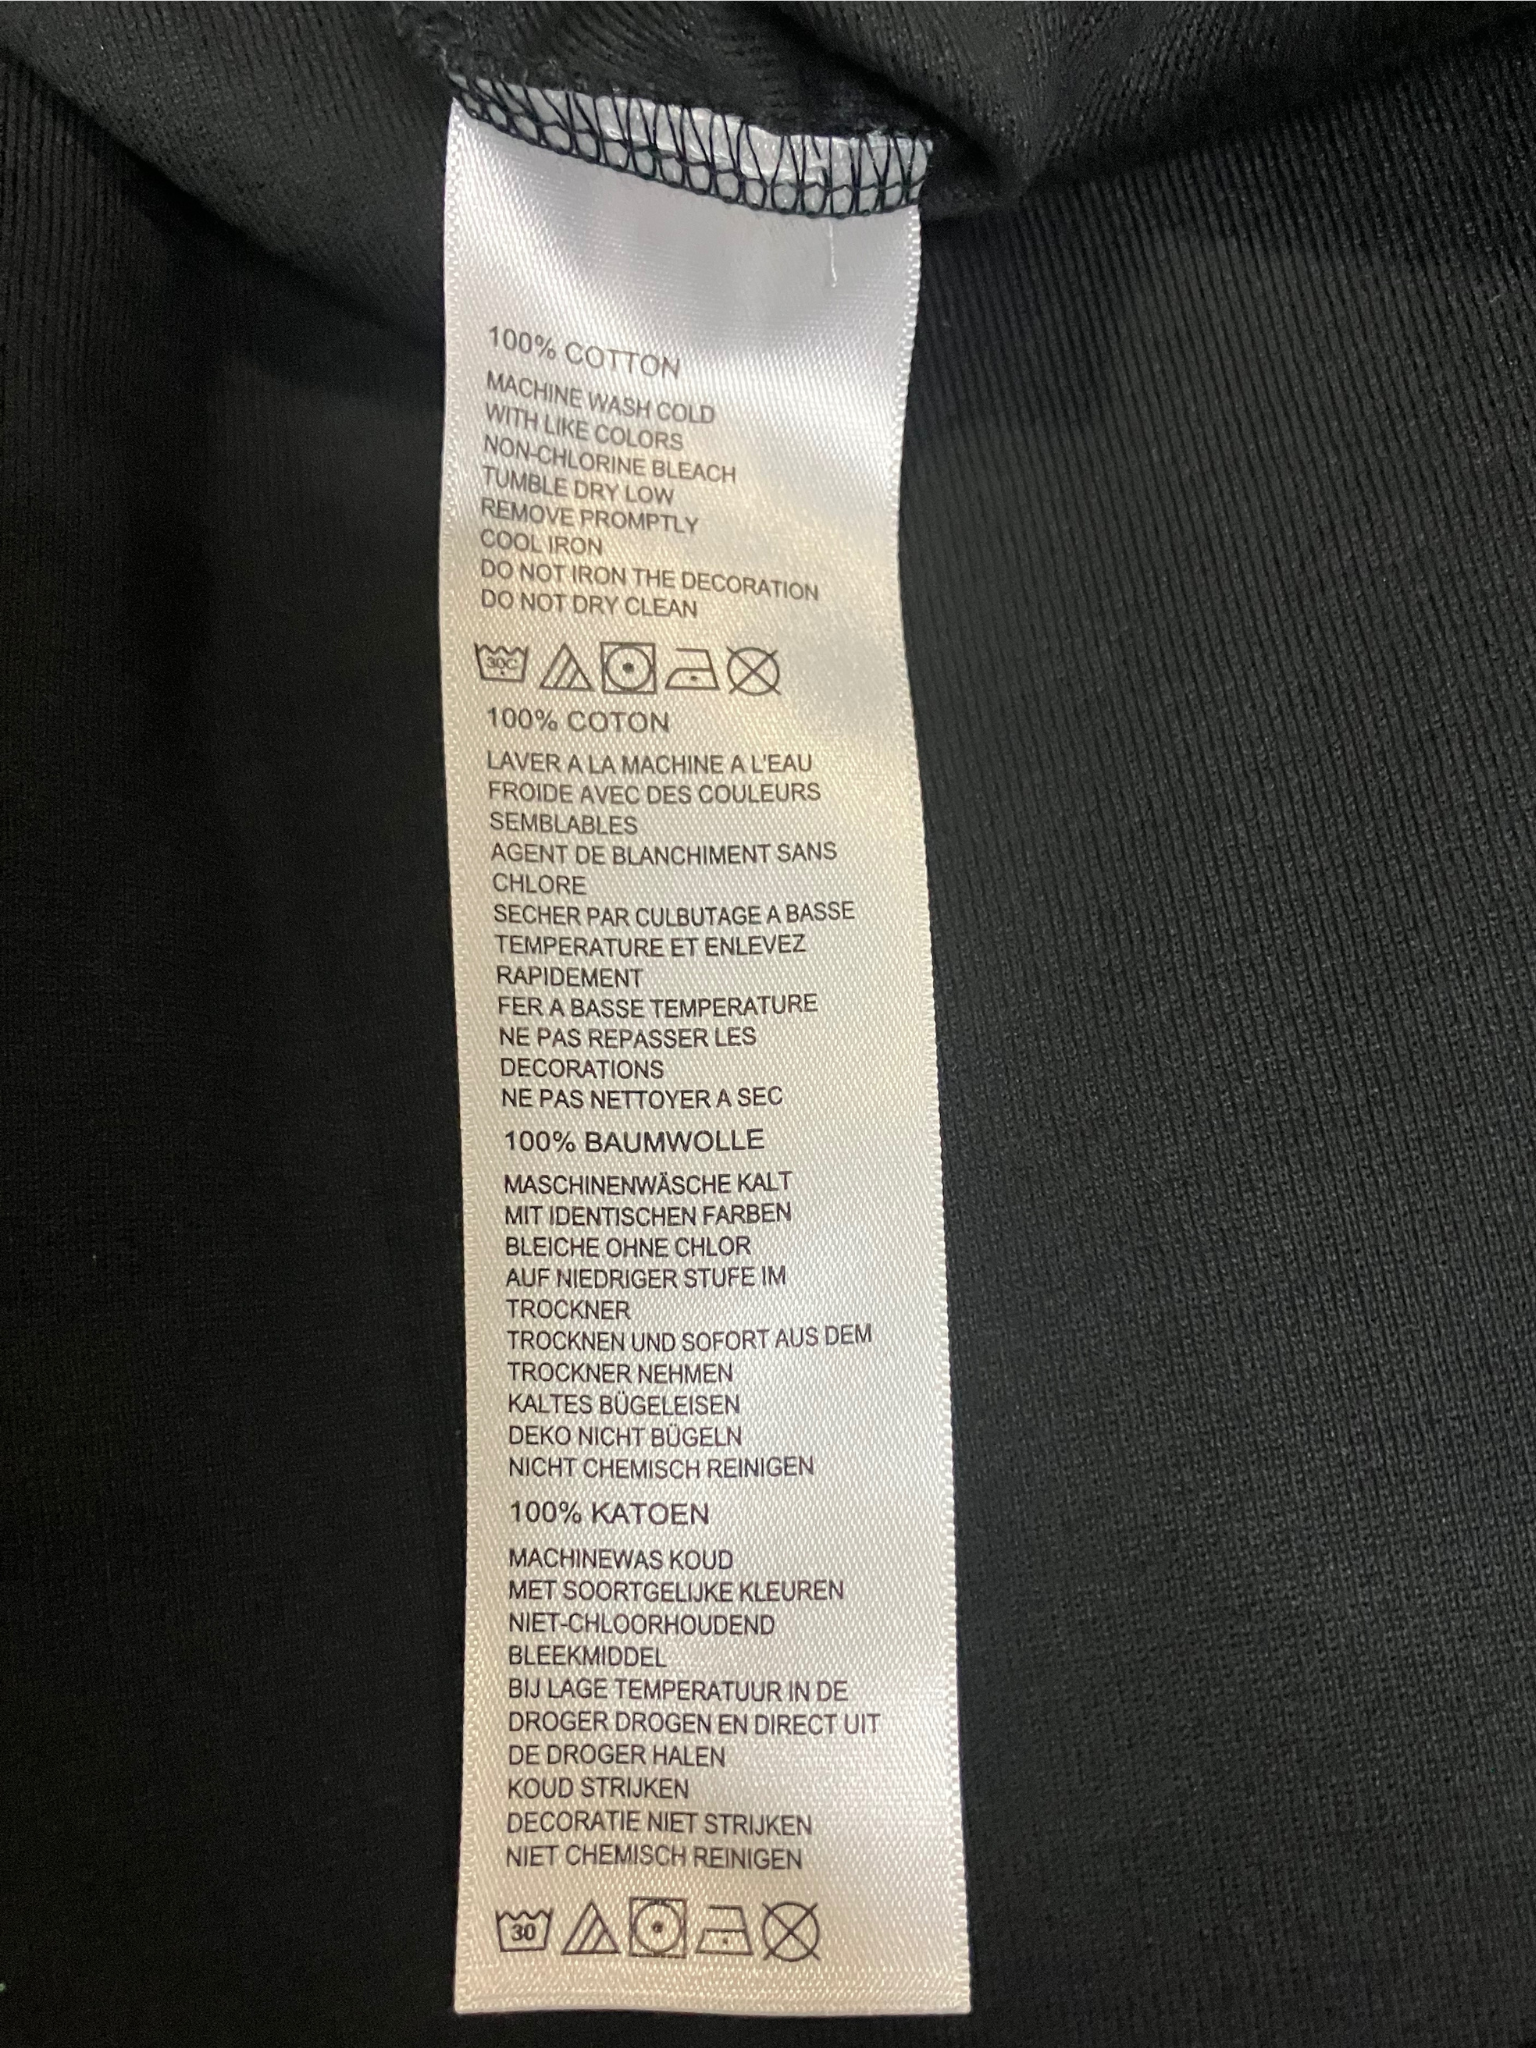 100% COTTON
MACHINE WASH COLD
WITH LIKE COLORS
NON-CHLORINE BLEACH
TUMBLE DRY LOW
REMOVE PROMPTLY
COOL IRON
DO NOT IRON THE DECORATION
DO NOT DRY CLEAN
30C
100% COTON
LAVER A LA MACHINE A L'EAU
FROIDE AVEC DES COULEURS
SEMBLABLES
AGENT DE BLANCHIMENT SANS
CHLORE
SECHER PAR CULBUTAGE A BASSE
TEMPERATURE ET ENLEVEZ
RAPIDEMENT
FER A BASSE TEMPERATURE
NE PAS REPASSER LES
DECORATIONS
NE PAS NETTOYER A SEC
100% BAUMWOLLE
MASCHINENWÄSCHE KALT
MIT IDENTISCHEN FARBEN
BLEICHE OHNE CHLOR
AUF NIEDRIGER STUFE IM
TROCKNER
TROCKNEN UND SOFORT AUS DEM
TROCKNER NEHMEN
KALTES BÜGELEISEN
DEKO NICHT BÜGELN
NICHT CHEMISCH REINIGEN
100% KATOEN
MACHINEWAS KOUD
MET SOORTGELIJKE KLEUREN
NIET-CHLOORHOUDEND
BLEEKMIDDEL
BIJ LAGE TEMPERATUUR IN DE
DROGER DROGEN EN DIRECT UIT
DE DROGER HALEN
KOUD STRIJKEN
DECORATIE NIET STRIJKEN
NIET CHEMISCH REINIGEN
30